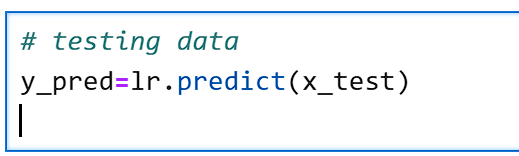 # testing data
y_pred=lr.predict(x_test)